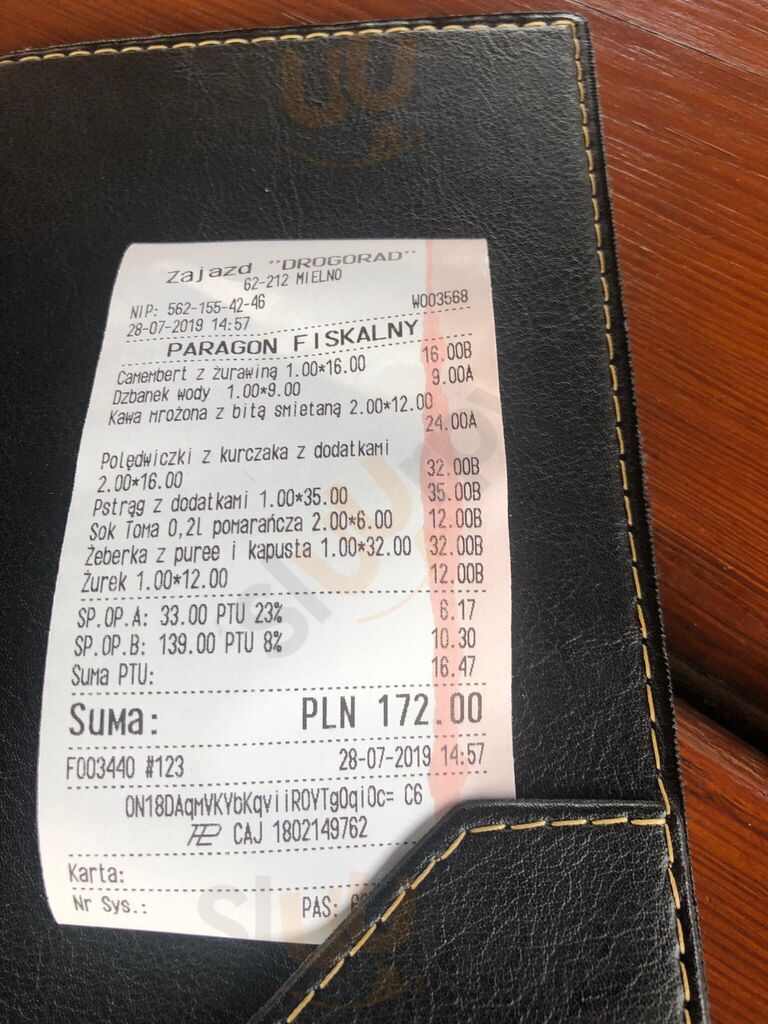 Zajazd "DROGORAD"
62-212 MIELNO
NIP: 562-155-42-46
28-07-2019 14:57 W003568
PARAGON FISKALNY
Camembert z żurawiną 1.00*16.00 16.00B
Dzbanek wody 1.00*9.00 9.00A
Kawa mrożona z bitą śmietaną 2.00*12.00
24.00A
Polędwiczki z kurczaka z dodatkami
2.00*16.00 32.00B
Pstrąg z dodatkami 1.00*35.00 35.00B
Sok Toma 0,2l pomarańcza 2.00*6.00 12.00B
Żeberka z puree i kapusta 1.00*32.00 32.00B
Żurek 1.00*12.00 12.00B
SP.OP.A: 33.00 PTU 23% 6.17
SP.OP.B: 139.00 PTU 8% 10.30
Suma PTU: 16.47
Suma: PLN 172.00
F003440 #123 28-07-2019 14:57
C6
CAJ 1802149762
Karta:
Nr Sys.: PAS: